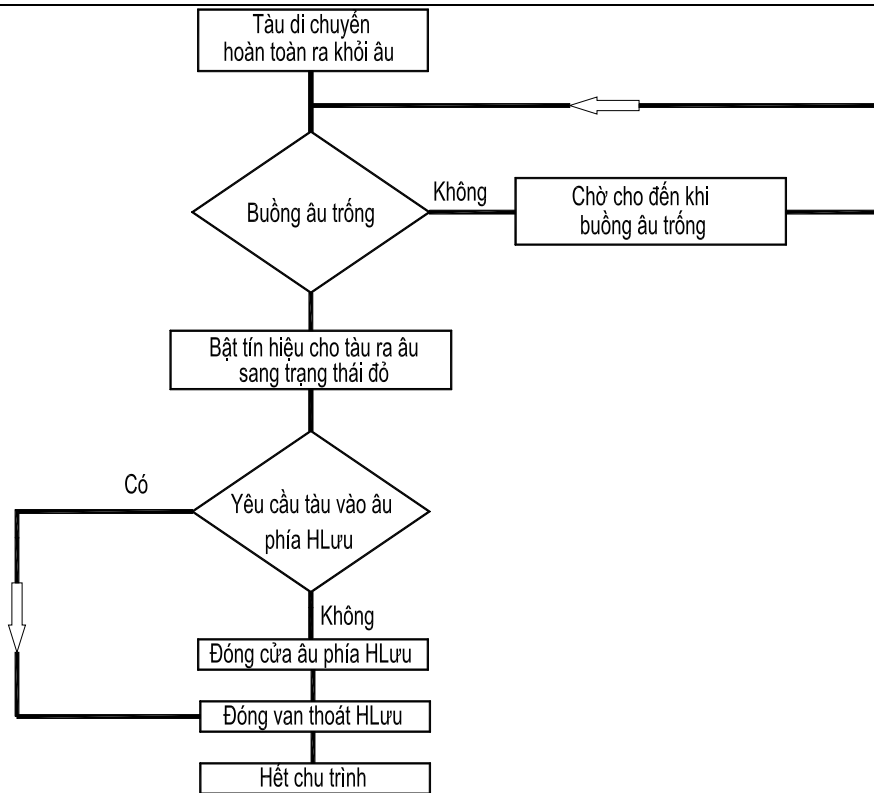 Tàu di chuyển
hoàn toàn ra khỏi âu
Buồng âu trống
Không
Chờ cho đến khi
buồng âu trống
Bật tín hiệu cho tàu ra âu
sang trạng thái đỏ
Có
Yêu cầu tàu vào âu
phía HLưu
Không
Đóng cửa âu phía HLưu
Đóng van thoát HLưu
Hết chu trình